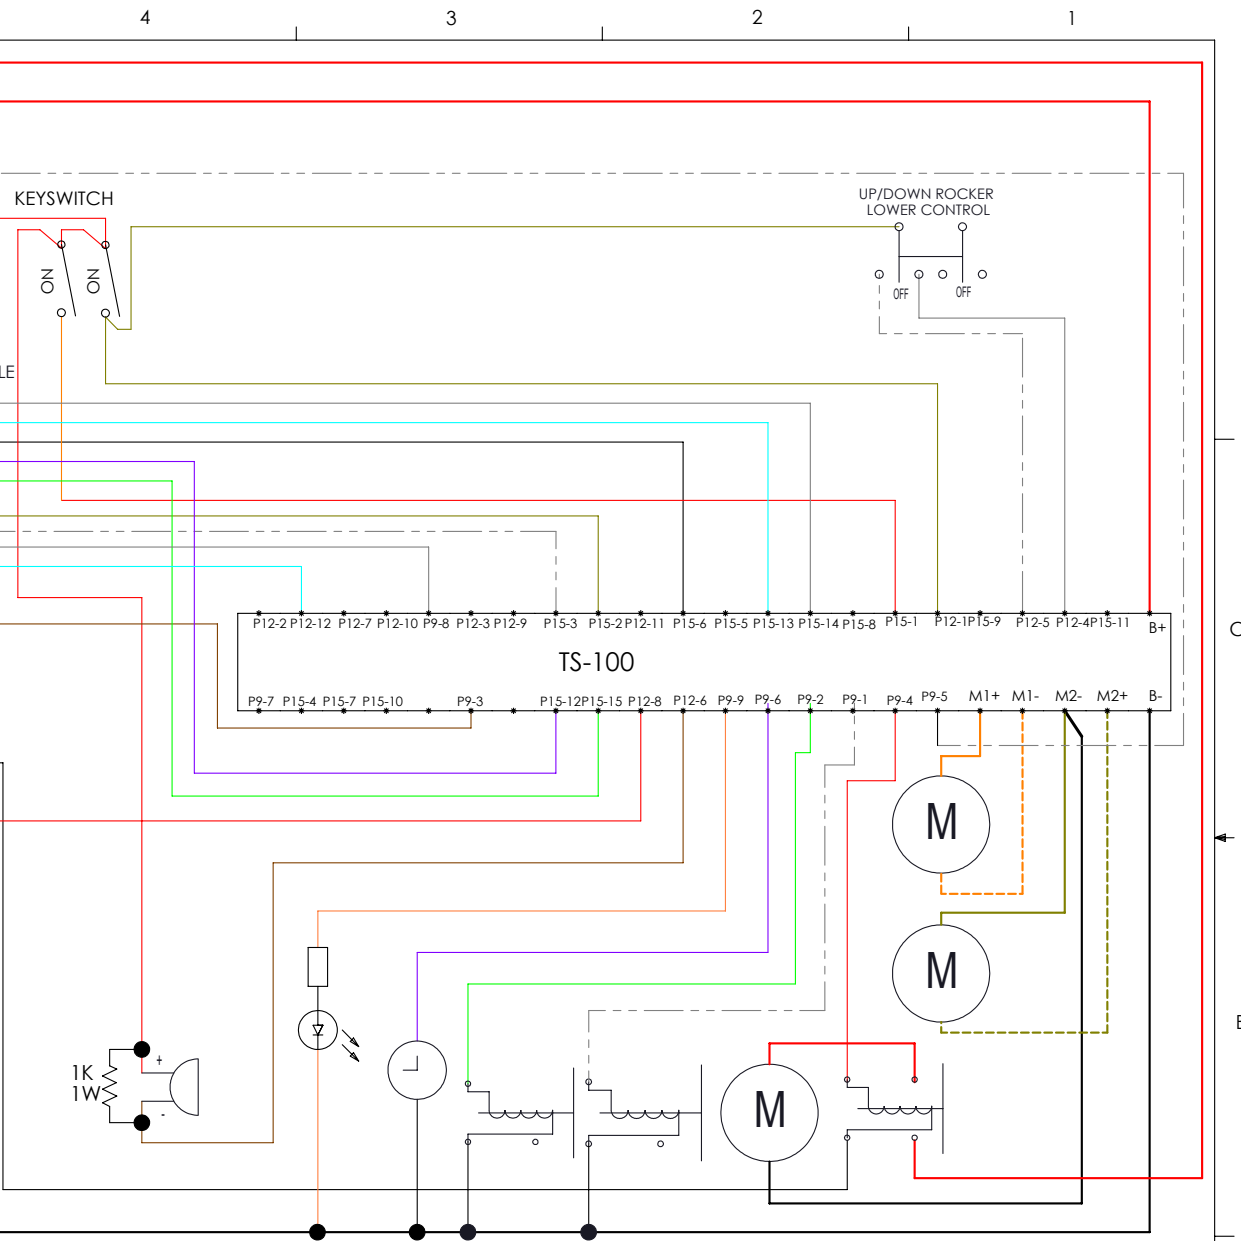 4 3 2 1
KEYSWITCH
UP/DOWN ROCKER
LOWER CONTROL
ON ON
OFF OFF
LE
P12-2 P12-12 P12-7 P12-10 P9-8 P12-3 P12-9 P15-3 P15-2 P12-11 P15-6 P15-5 P15-13 P15-14 P15-8 P15-1 P12-1 P15-9 P12-5 P12-4 P15-11 B+
TS-100
P9-7 P15-4 P15-7 P15-10 P9-3 P15-12 P15-15 P12-8 P12-6 P9-9 P9-6 P9-2 P9-1 P9-4 P9-5 M1+ M1- M2- M2+ B-
M
M
+
1K
1W
-
M